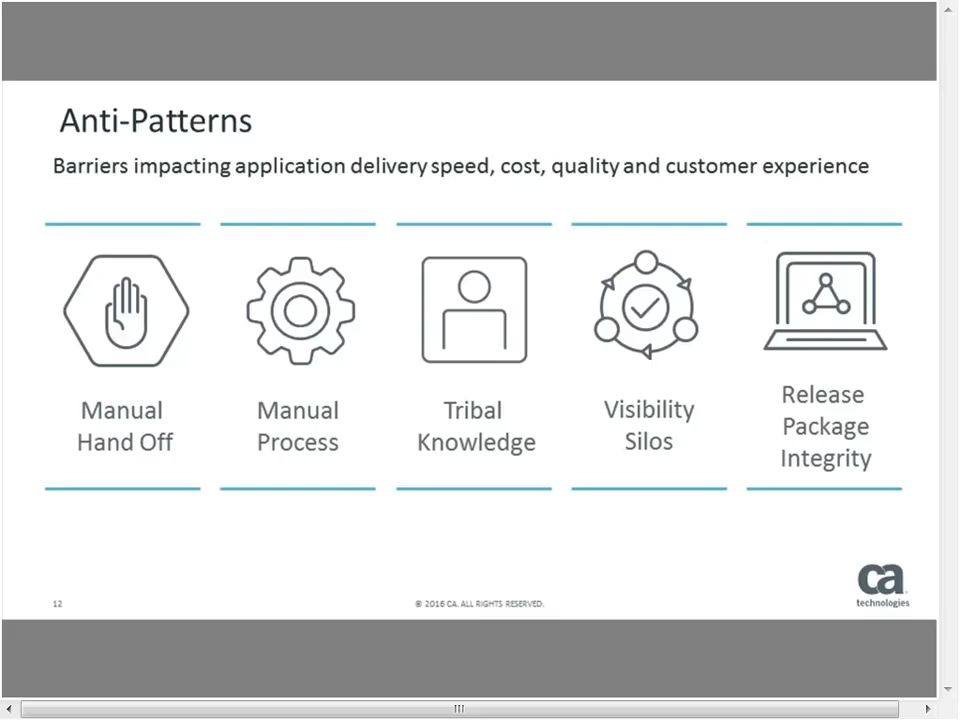 Anti-Patterns
Barriers impacting application delivery speed, cost, quality and customer experience
Manual
Hand Off
Manual
Process
Tribal
Knowledge
Visibility
Silos
Release
Package
Integrity
12
© 2016 CA. ALL RIGHTS RESERVED.
ca
technologies